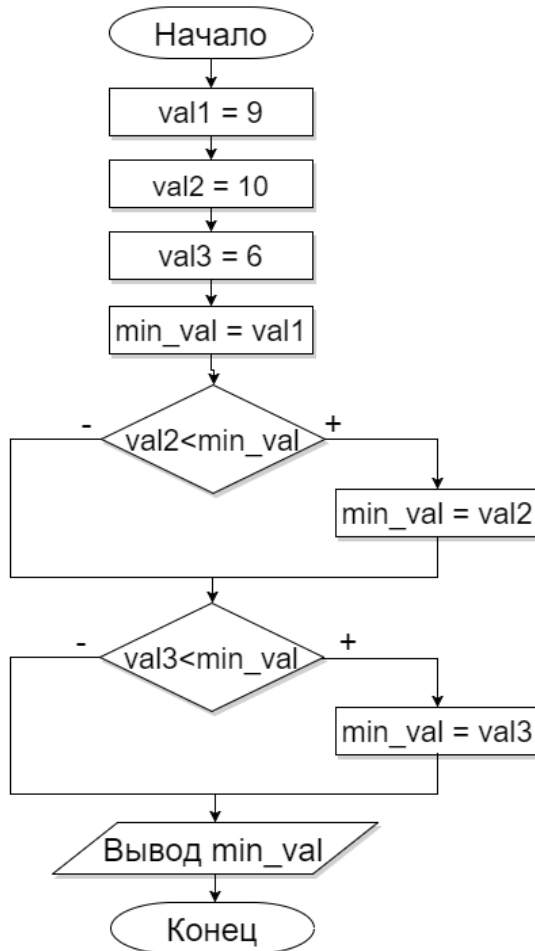 Начало
val1 = 9
val2 = 10
val3 = 6
min_val = val1
- +
val2<min_val
min_val = val2
- +
val3<min_val
min_val = val3
Вывод min_val
Конец